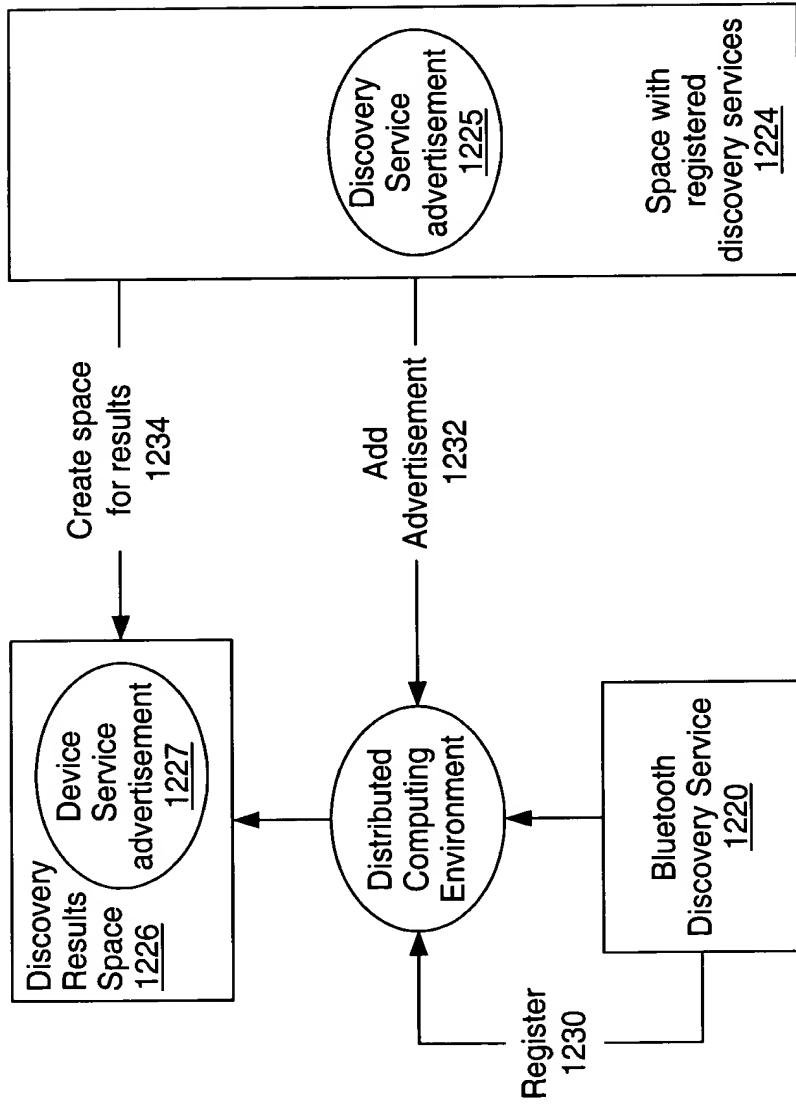 Discovery
Results
Space
1226
Device
Service
advertisement
1227
Create space
for results
1234
Distributed
Computing
Environment
Add
Advertisement
1232
Discovery
Service
advertisement
1225
Space with
registered
discovery services
1224
Register
1230
Bluetooth
Discovery Service
1220